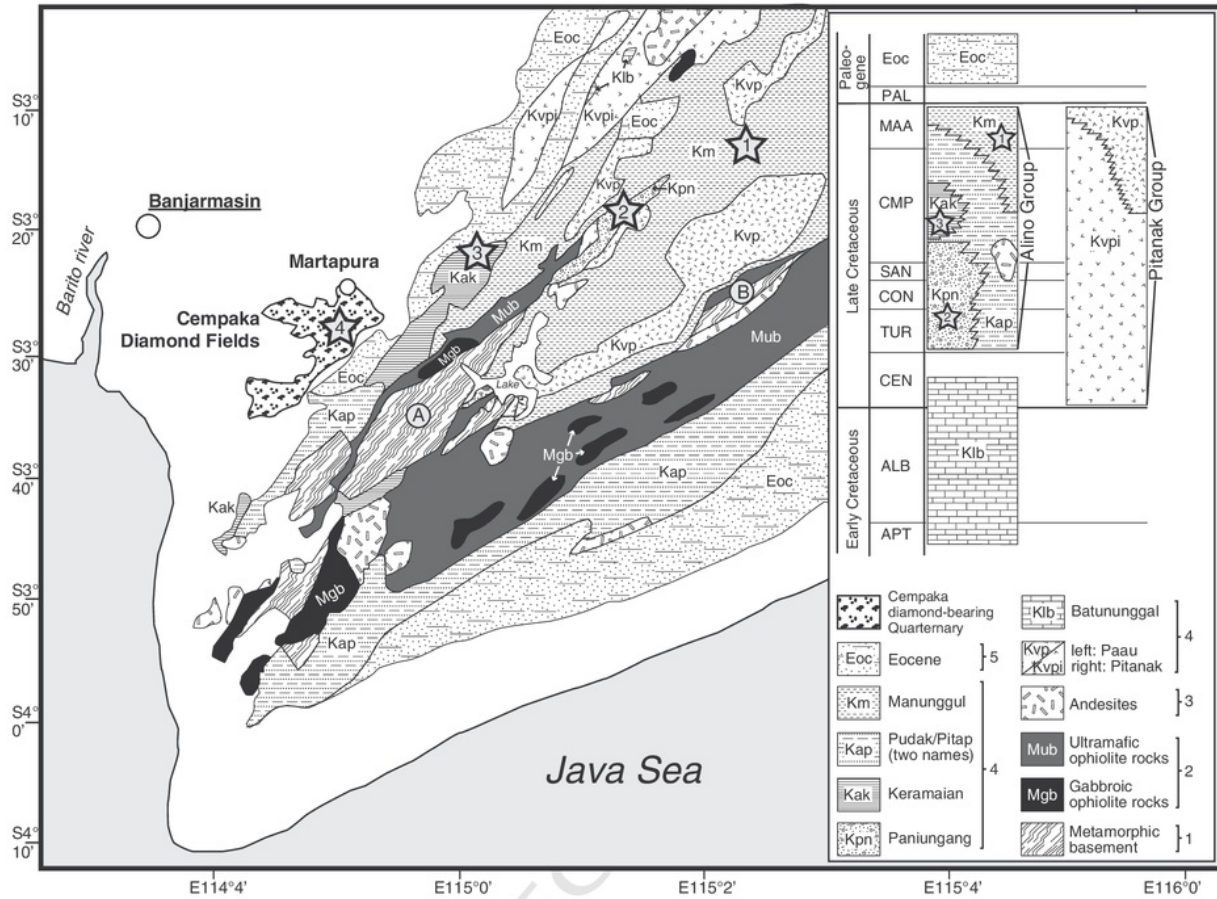 S3°
10'
S3°
20'
S3°
30'
S3°
40'
S3°
50'
S4°
0'
S4°
10'
E114°4'
E115°0'
E115°2'
E115°4'
E116°0'
Banjarmasin
Barito river
Martapura
Cempaka
Diamond Fields
Java Sea
Eoc
Klb
Kvpi
Kvpi
Eoc
Kvp
Km
1
Kvp
Kpn
2
3
Km
Kak
Kvp
4
Mub
B
Mgb
Kvp
Mub
Eoc
Lake
Kap
A
Mgb
Kap
Eoc
Kak
Mgb
Kap
Paleo-
gene
Eoc
Eoc
PAL
Late Cretaceous
MAA
Km
1
CMP
Kak
3
SAN
CON
Kpn
TUR
2
Kap
CEN
Alino Group
Kvp
Kvpi
Pitanak Group
Early Cretaceous
ALB
Klb
APT
Cempaka
diamond-bearing
Quarternary
Eoc
Eocene
5
Km
Manunggul
Kap
Pudak/Pitap
(two names)
4
Kak
Keramaian
Kpn
Paniungang
Klb
Batununggal
4
Kvp
Kvpi
left: Paau
right: Pitanak
Andesites
3
Mub
Ultramafic
ophiolite rocks
2
Mgb
Gabbroic
ophiolite rocks
Metamorphic
basement
1